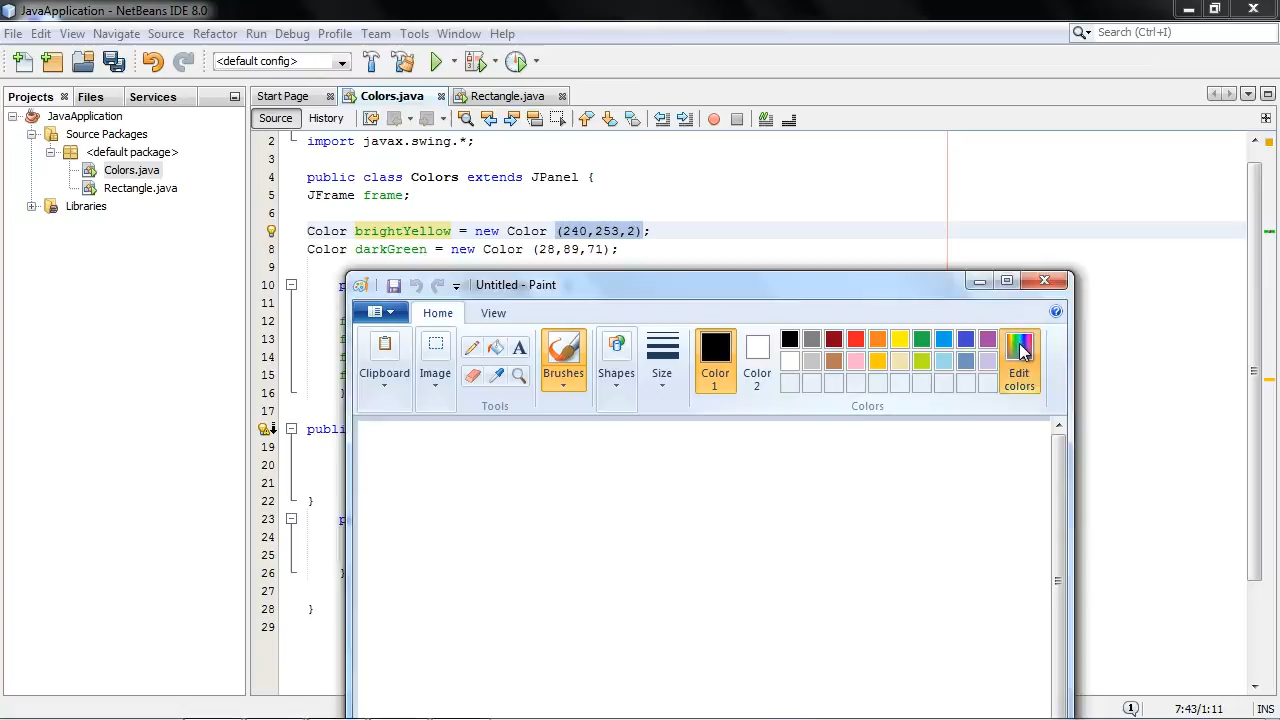 JavaApplication - NetBeans IDE 8.0
File Edit View Navigate Source Refactor Run Debug Profile Team Tools Window Help
Search (Ctrl+I)
<default config>
Projects Files Services
Start Page Colors.java Rectangle.java
JavaApplication
Source Packages
<default package>
Colors.java
Rectangle.java
Libraries
Source History
2 import javax.swing.*;
3
4 public class Colors extends JPanel {
5 JFrame frame;
6
Color brightYellow = new Color (240,253,2);
8 Color darkGreen = new Color (28,89,71);
9
10
11
12 f
13 f
14 f
15 f
16 }
17
publi
19
20
21
22 }
23
24
25
26 }
27
28 }
29
Untitled - Paint
Home View
Clipboard
Image
Tools
Brushes
Shapes
Size
Color 1
Color 2
Edit colors
Colors
7:43/1:11 INS